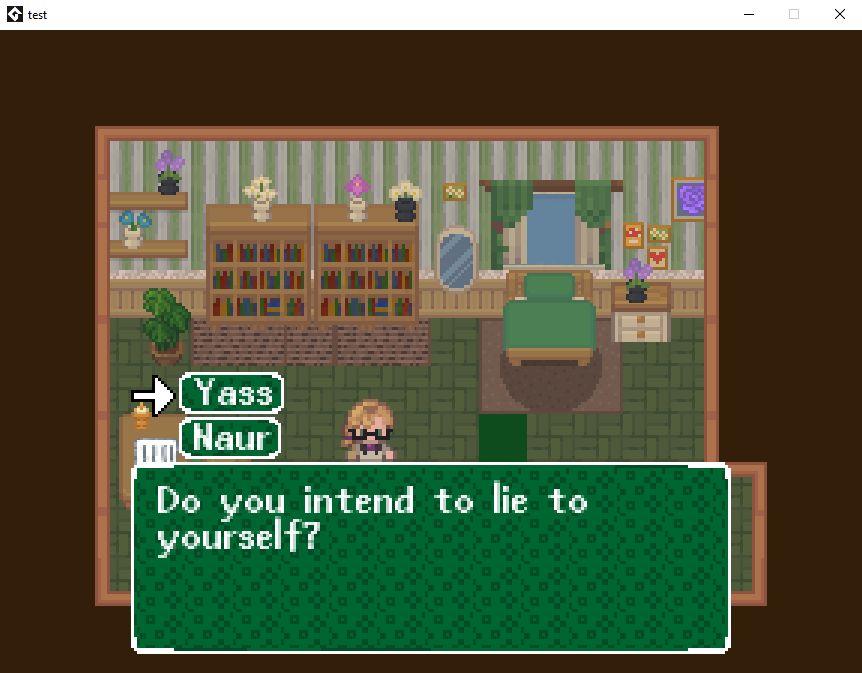 test
Yass
Naur
Do you intend to lie to
yourself?